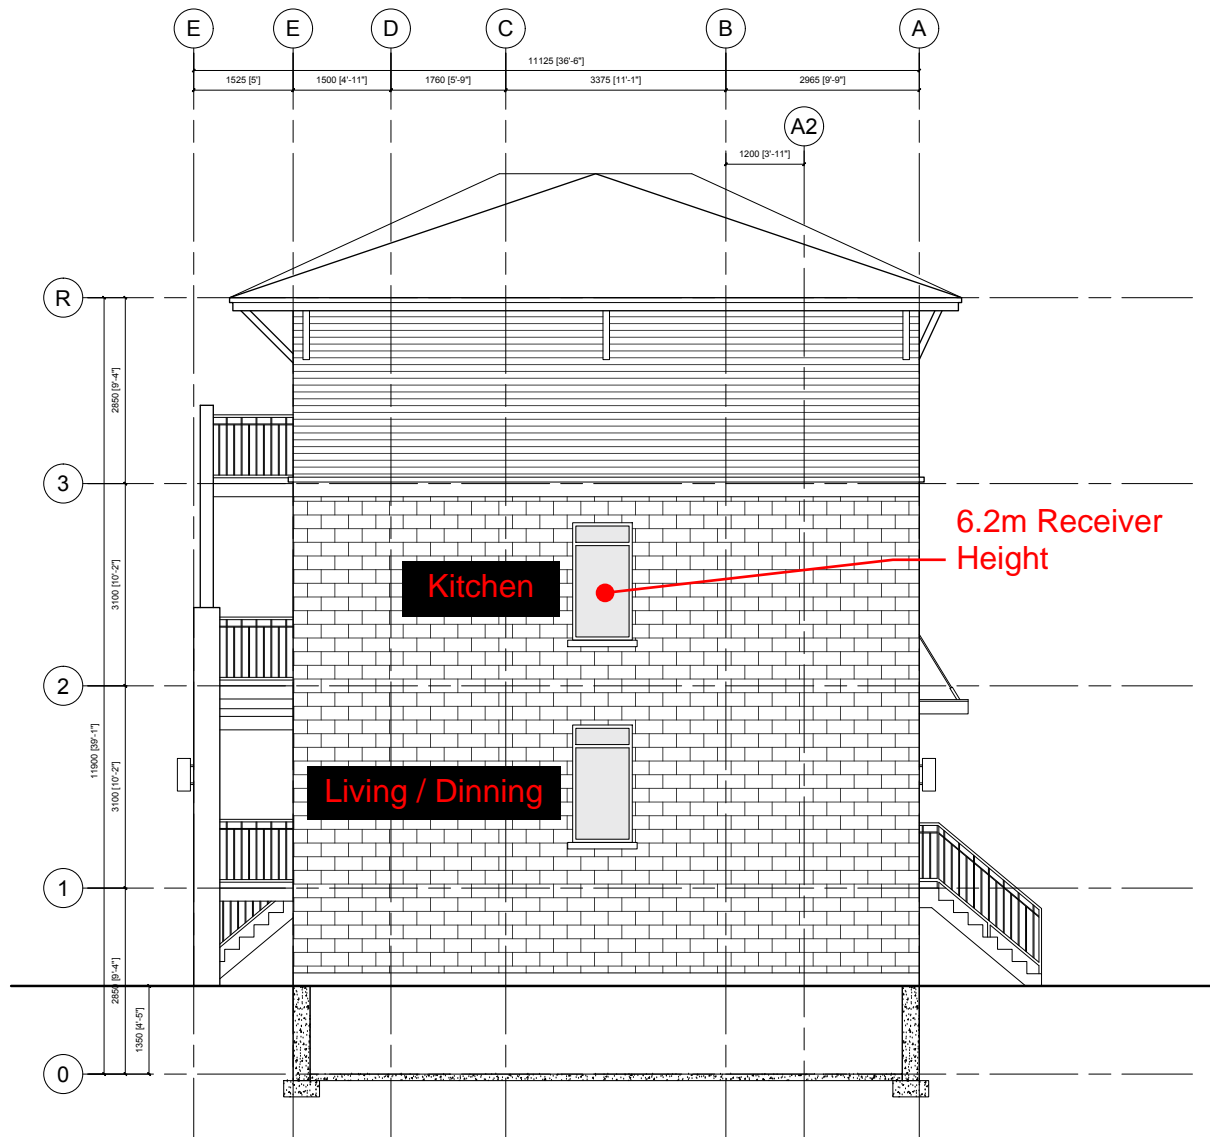 E E D C B A
11125 [36'-6"]
1525 [5'] 1500 [4'-11"] 1760 [5'-9"] 3375 [11'-1"] 2965 [9'-9"]
A2
1200 [3'-11"]
R
2850 [9'-4"]
3
6.2m Receiver
Height
3100 [10'-2"]
Kitchen
2
11900 [39'-1"]
3100 [10'-2"]
Living / Dinning
1
2850 [9'-4"]
1350 [4'-5"]
0